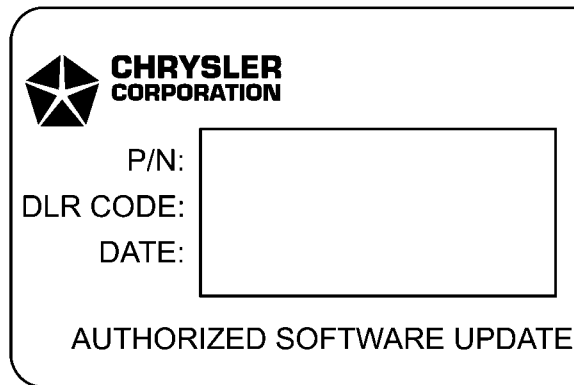 CHRYSLER
CORPORATION
P/N:
DLR CODE:
DATE:
AUTHORIZED SOFTWARE UPDATE